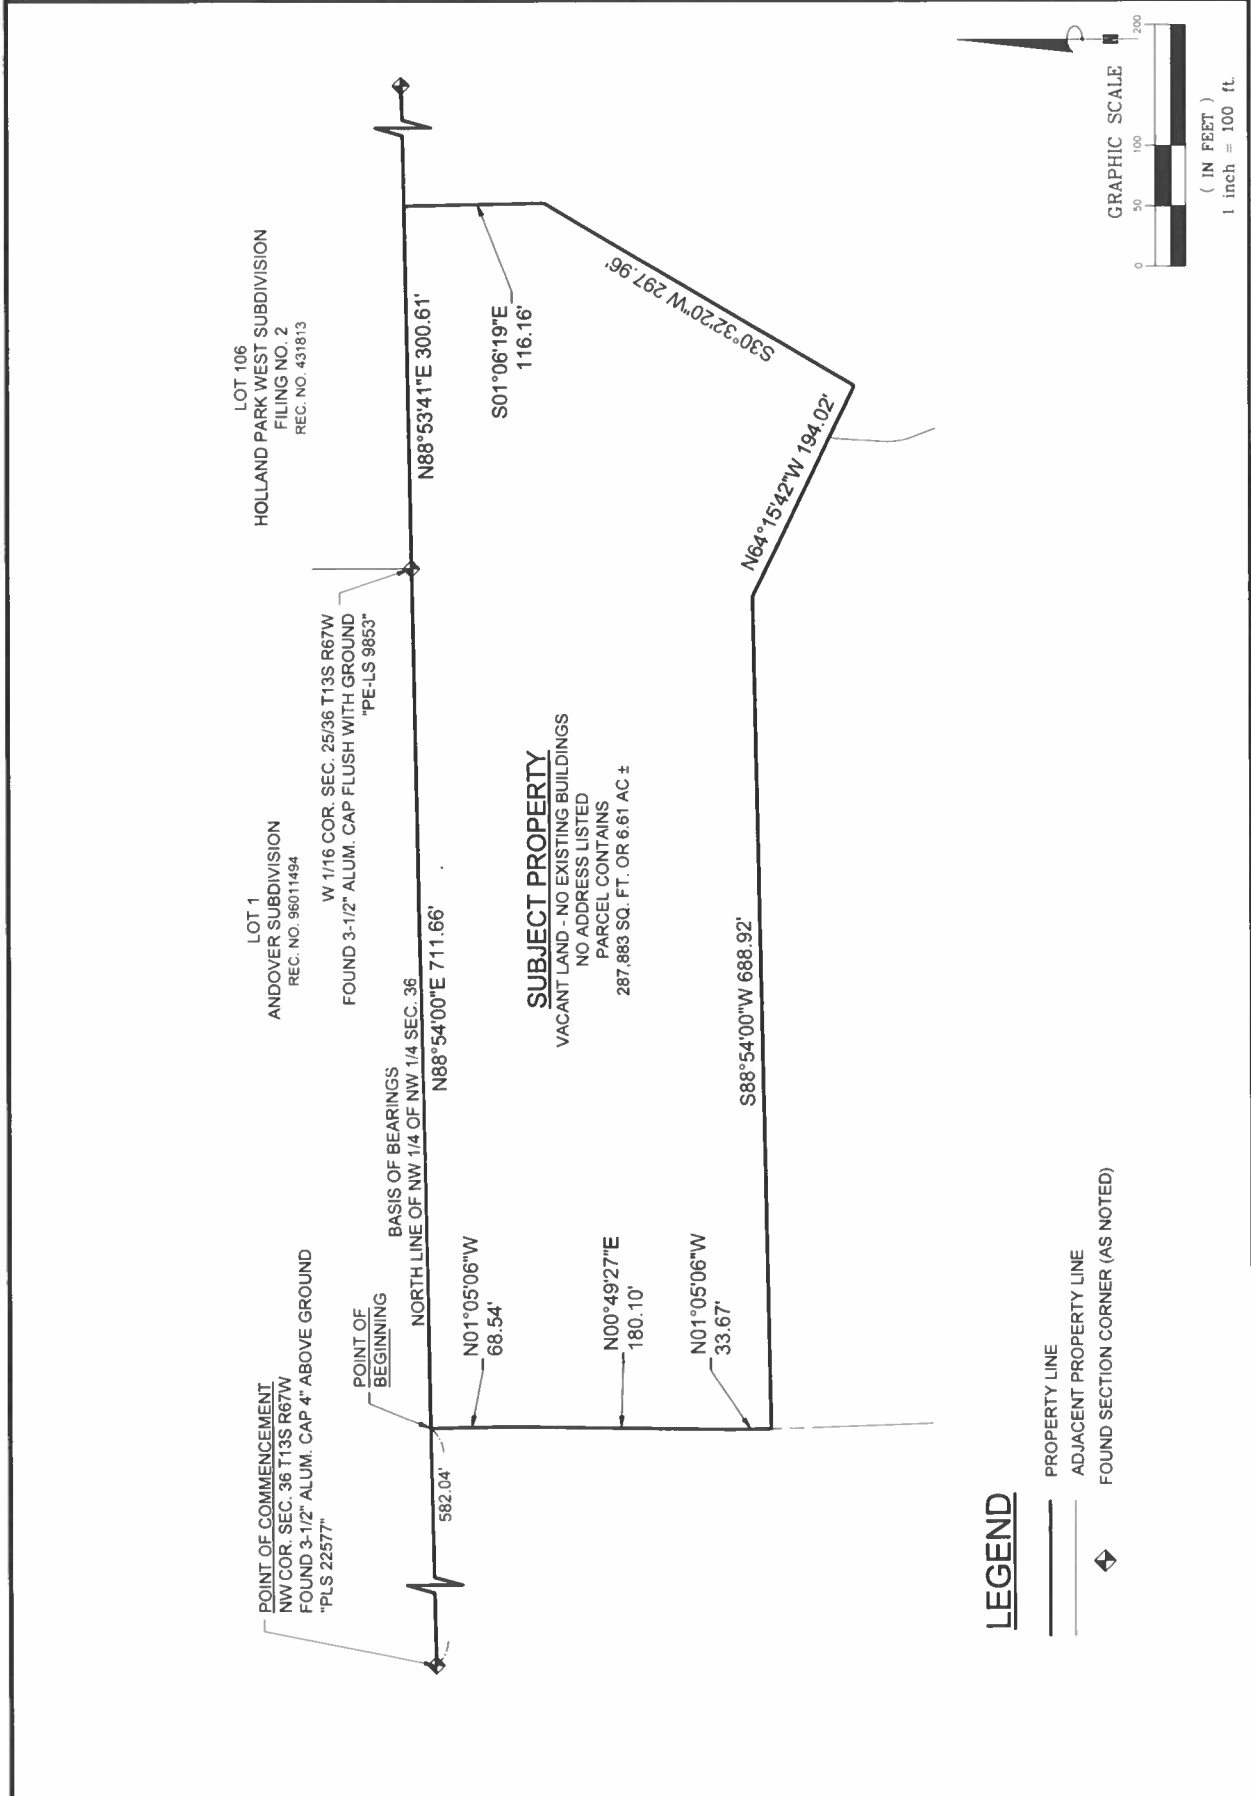 POINT OF COMMENCEMENT
NW COR. SEC. 36 T13S R67W
FOUND 3-1/2" ALUM. CAP 4" ABOVE GROUND
"PLS 22577"
POINT OF
BEGINNING
582.04'
BASIS OF BEARINGS
NORTH LINE OF NW 1/4 OF NW 1/4 SEC. 36
N88°54'00"E 711.66'
LOT 1
ANDOVER SUBDIVISION
REC. NO. 96011494
W 1/16 COR. SEC. 25/36 T13S R67W
FOUND 3-1/2" ALUM. CAP FLUSH WITH GROUND
"PE-LS 9853"
LOT 106
HOLLAND PARK WEST SUBDIVISION
FILING NO. 2
REC. NO. 431813
N88°53'41"E 300.61'
S01°06'19"E
116.16'
S30°32'20"W 297.96'
N64°15'42"W 194.02'
S88°54'00"W 688.92'
N01°05'06"W
68.54'
N00°49'27"E
180.10'
N01°05'06"W
33.67'
SUBJECT PROPERTY
VACANT LAND - NO EXISTING BUILDINGS
NO ADDRESS LISTED
PARCEL CONTAINS
287,883 SQ. FT. OR 6.61 AC ±
LEGEND
PROPERTY LINE
ADJACENT PROPERTY LINE
FOUND SECTION CORNER (AS NOTED)
N
GRAPHIC SCALE
0 50 100 200
( IN FEET )
1 inch = 100 ft.